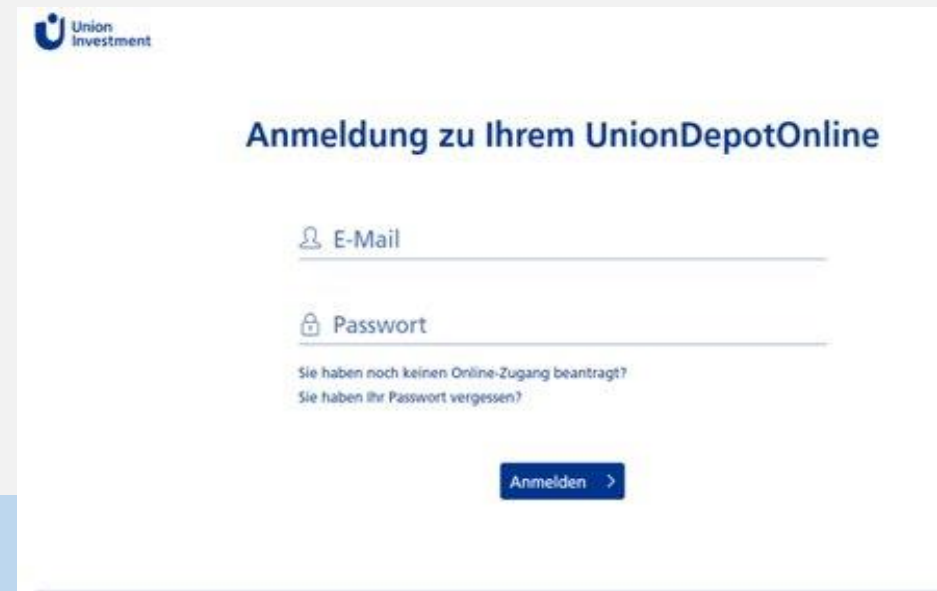 Union
Investment
Anmeldung zu Ihrem UnionDepotOnline
E-Mail
Passwort
Sie haben noch keinen Online-Zugang beantragt?
Sie haben Ihr Passwort vergessen?
Anmelden